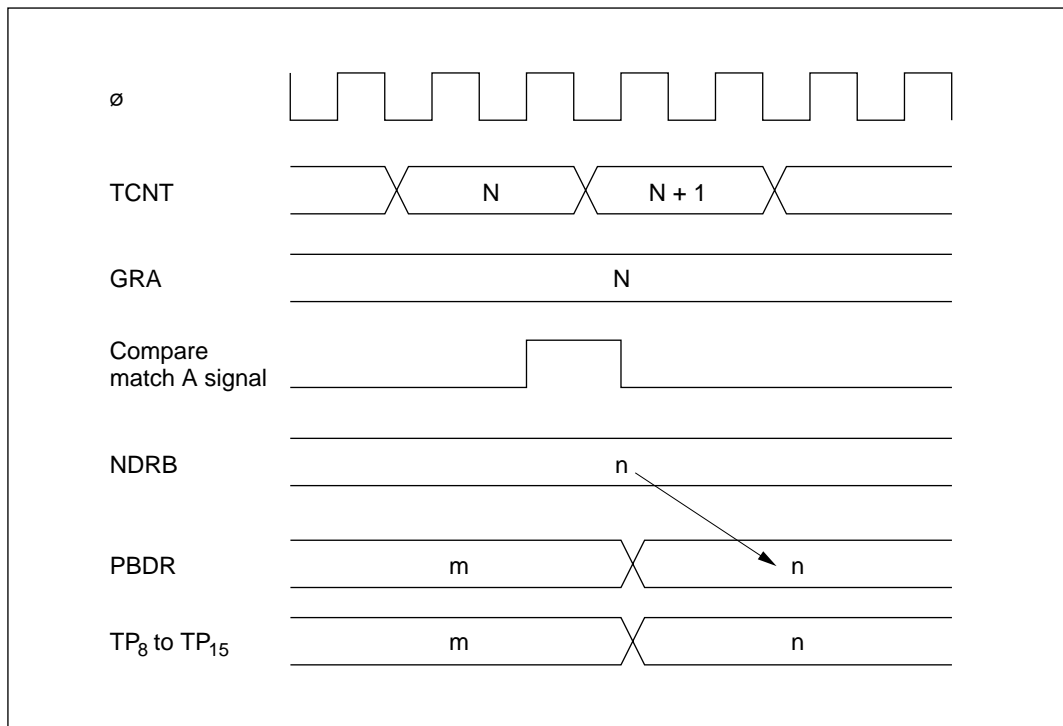 ø
TCNT N N + 1
GRA N
Compare
match A signal
NDRB n
PBDR m n
TP8 to TP15 m n